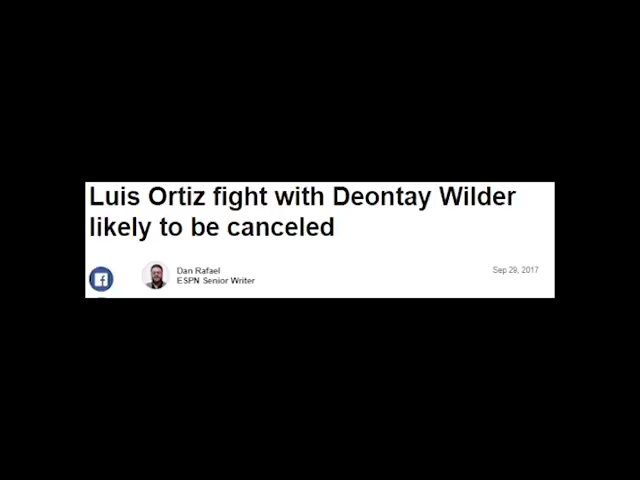 Luis Ortiz fight with Deontay Wilder
likely to be canceled
Dan Rafael
ESPN Senior Writer
Sep 29, 2017